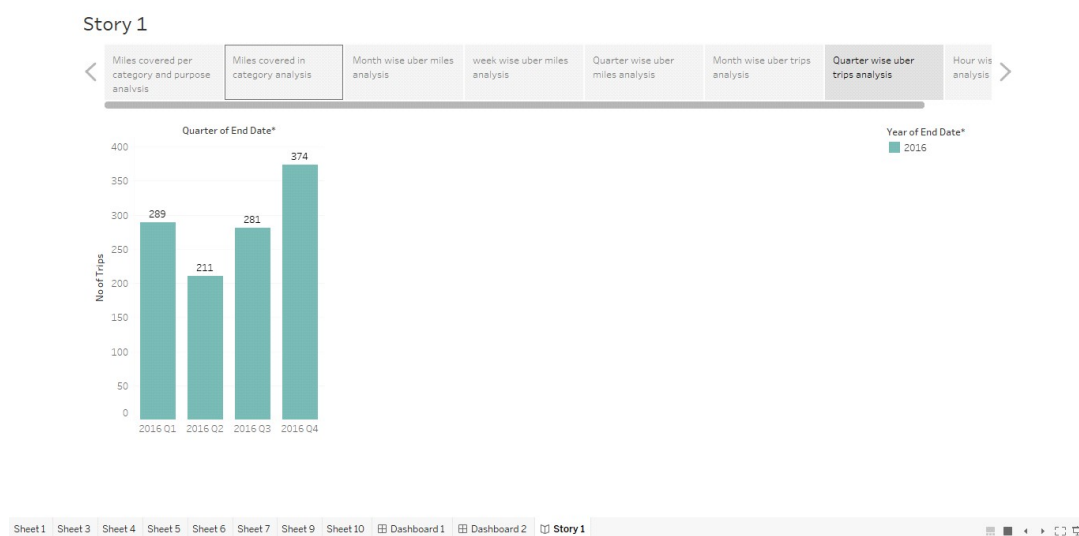 Story 1
Miles covered per
category and purpose
analysis
Miles covered in
category analysis
Month wise uber miles
analysis
week wise uber miles
analysis
Quarter wise uber
miles analysis
Month wise uber trips
analysis
Quarter wise uber
trips analysis
Hour wis
analysis
Quarter of End Date*
Year of End Date*
2016
No of Trips
400
350
300
250
200
150
100
50
0
289
211
281
374
2016 Q1 2016 Q2 2016 Q3 2016 Q4
Sheet 1 Sheet 3 Sheet 4 Sheet 5 Sheet 6 Sheet 7 Sheet 9 Sheet 10 Dashboard 1 Dashboard 2 Story 1